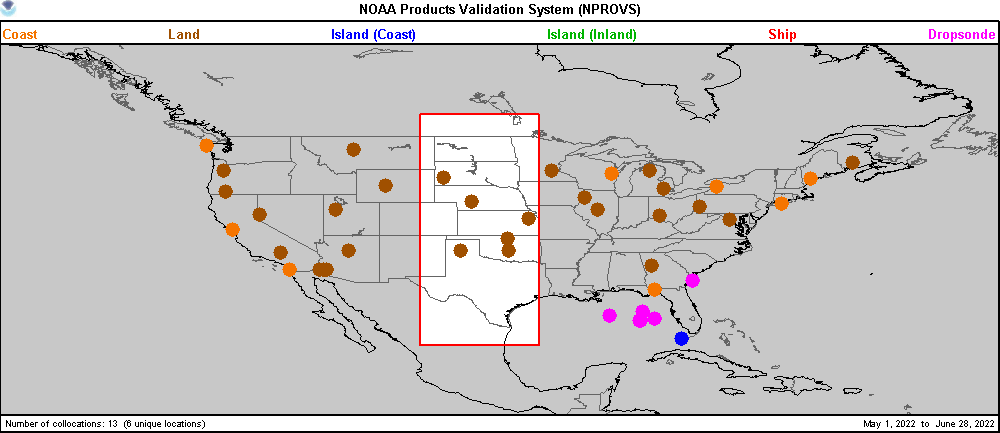 NOAA Products Validation System (NPROVS)
Coast Land Island (Coast) Island (Inland) Ship Dropsonde
Number of collocations: 13 (6 unique locations) May 1, 2022 to June 28, 2022